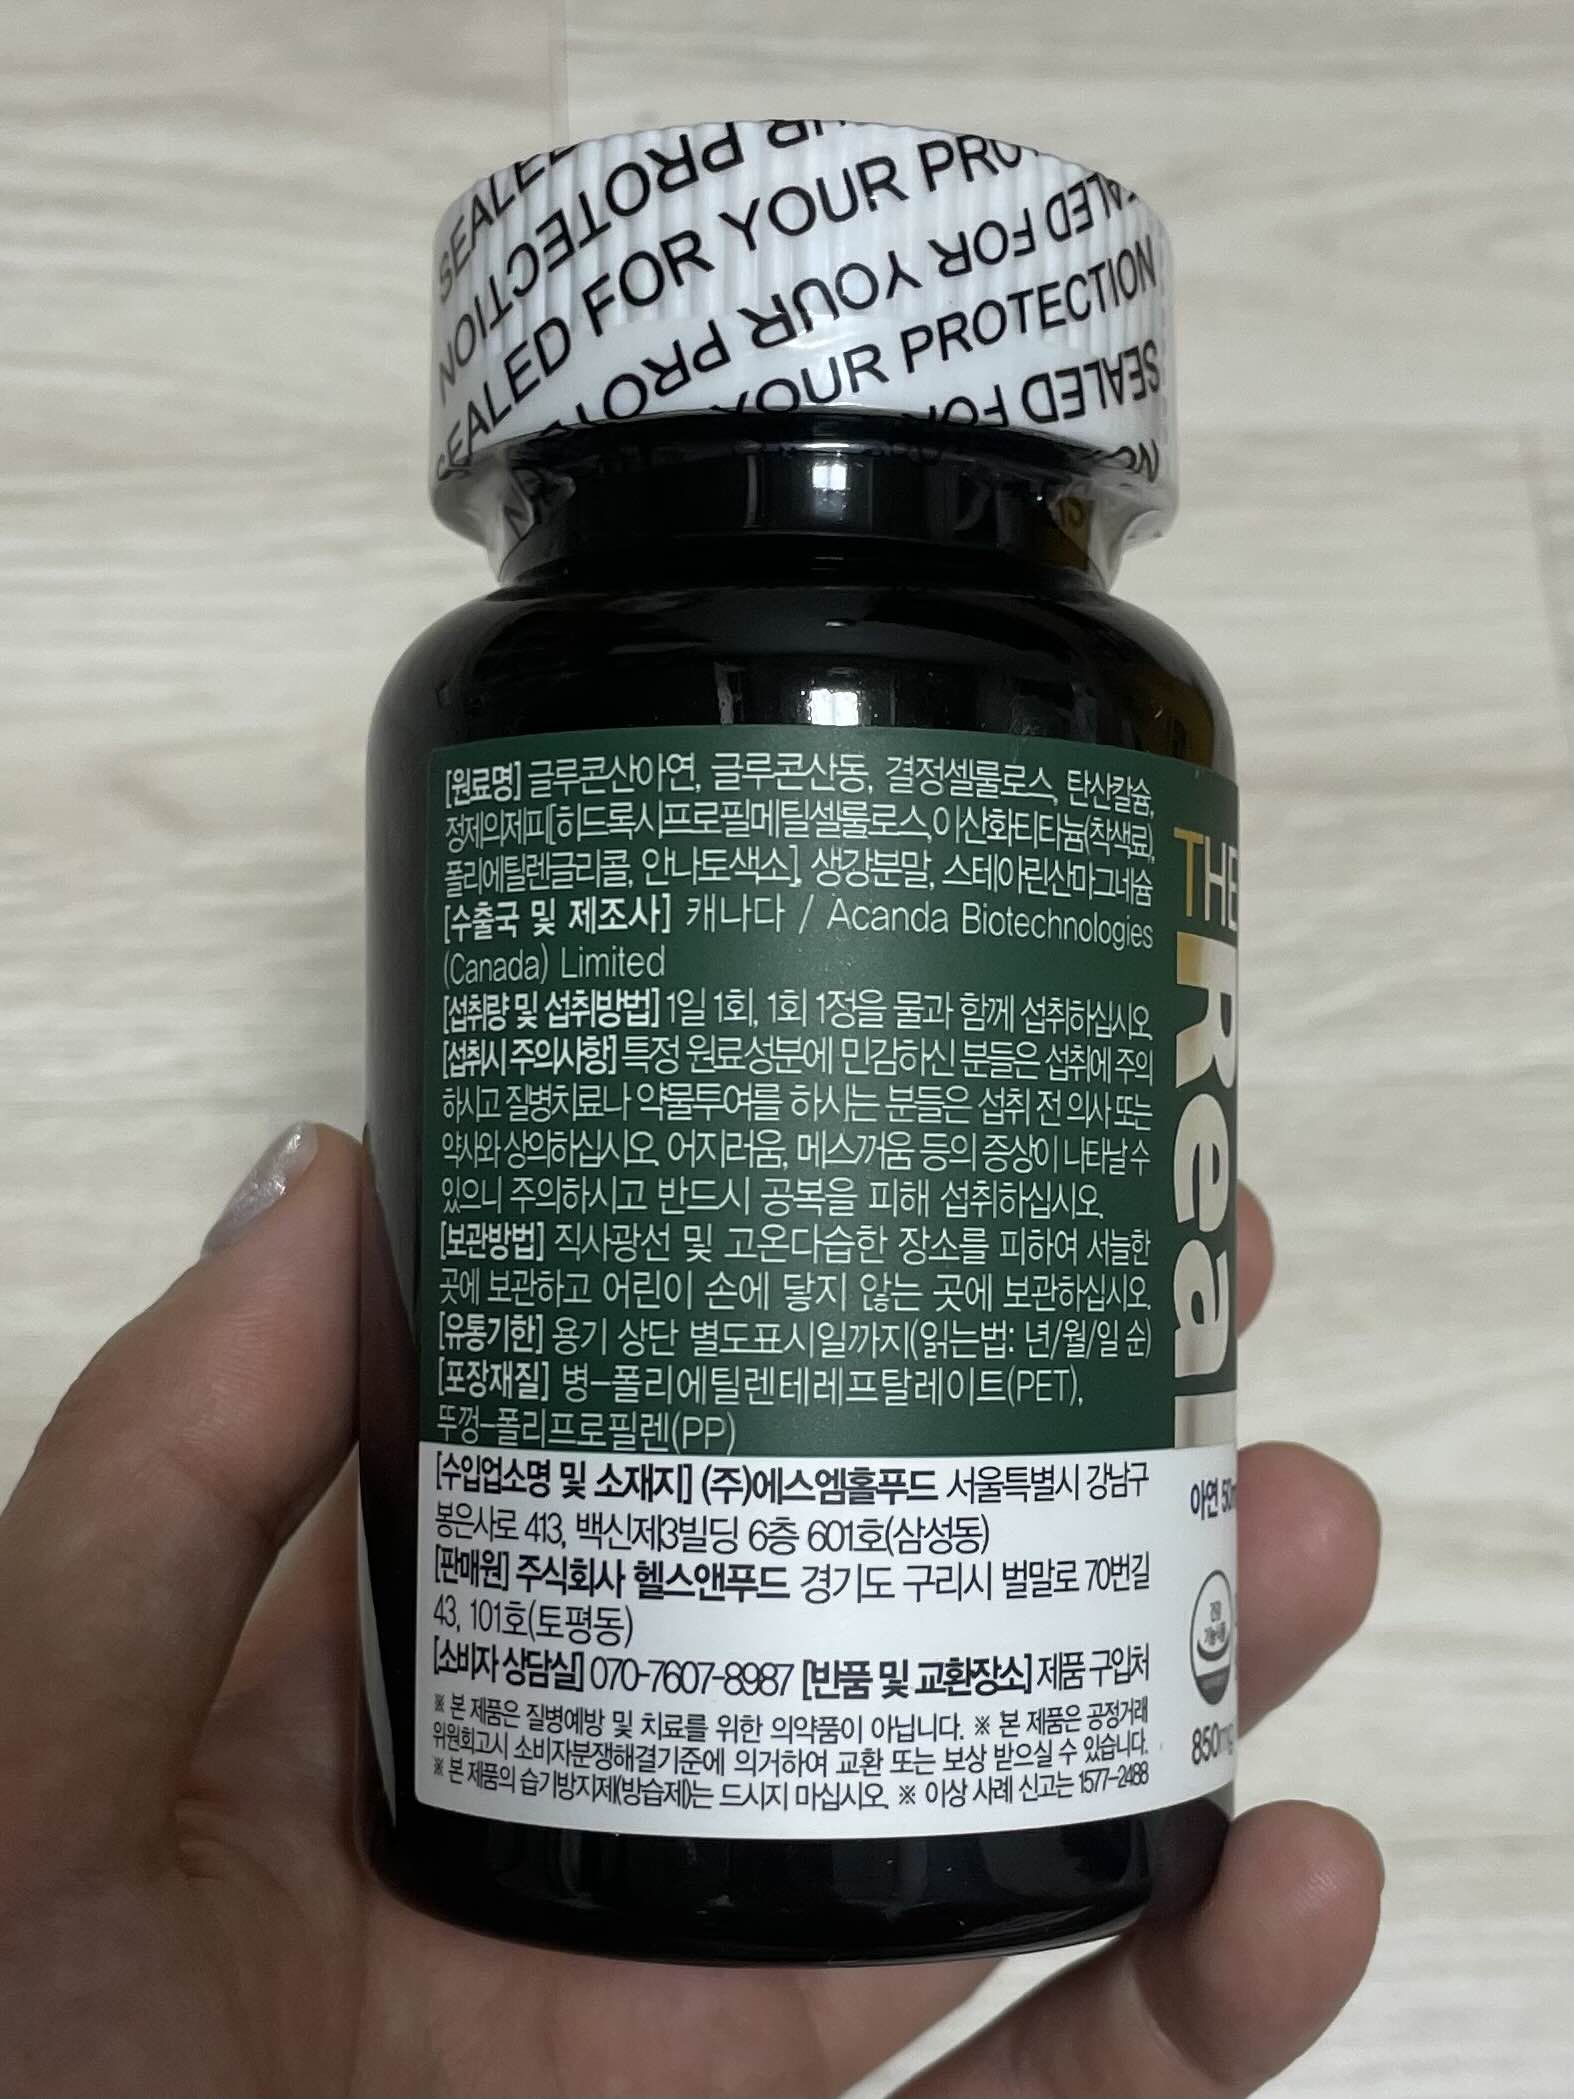 SEALED FOR YOUR PROTECTION
SEALED FOR YOUR PROTECTION
[원료명] 글루콘산아연, 글루콘산동, 결정셀룰로스, 탄산칼슘,
정제의제피[히드록시프로필메틸셀룰로스,이산화티타늄(착색료),
폴리에틸렌글리콜, 안나토색소], 생강분말, 스테아린산마그네슘
[수출국 및 제조사] 캐나다 / Acanda Biotechnologies
(Canada) Limited
[섭취량 및 섭취방법] 1일 1회, 1회 1정을 물과 함께 섭취하십시오.
[섭취시 주의사항] 특정 원료성분에 민감하신 분들은 섭취에 주의
하시고 질병치료나 약물투여를 하시는 분들은 섭취 전 의사 또는
약사와 상의하십시오. 어지러움, 메스꺼움 등의 증상이 나타날 수
있으니 주의하시고 반드시 공복을 피해 섭취하십시오.
[보관방법] 직사광선 및 고온다습한 장소를 피하여 서늘한
곳에 보관하고 어린이 손에 닿지 않는 곳에 보관하십시오.
[유통기한] 용기 상단 별도표시일까지(읽는법: 년/월/일 순)
[포장재질] 병-폴리에틸렌테레프탈레이트(PET),
뚜껑-폴리프로필렌(PP)
[수입업소명 및 소재지] (주)에스엠홀푸드 서울특별시 강남구
봉은사로 413, 백신제3빌딩 6층 601호(삼성동)
[판매원] 주식회사 헬스앤푸드 경기도 구리시 벌말로 70번길
43, 101호(토평동)
[소비자 상담실] 070-7607-8987 [반품 및 교환장소] 제품 구입처
※ 본 제품은 질병예방 및 치료를 위한 의약품이 아닙니다. ※ 본 제품은 공정거래
위원회고시 소비자분쟁해결기준에 의거하여 교환 또는 보상 받으실 수 있습니다.
※ 본 제품의 습기방지제(방습제)는 드시지 마십시오. ※ 이상 사례 신고는 1577-2488
THE
Real
아연 50m
건강
기능식품
850mg